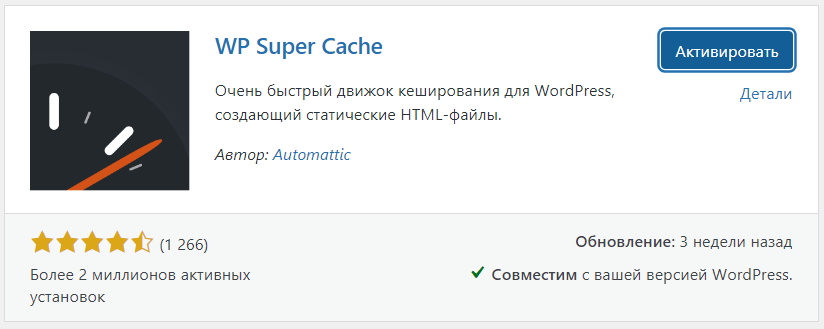 WP Super Cache
Активировать
Очень быстрый движок кеширования для WordPress,
создающий статические HTML-файлы.
Детали
Автор: Automattic
(1 266)
Обновление: 3 недели назад
Более 2 миллионов активных
установок
Совместим с вашей версией WordPress.